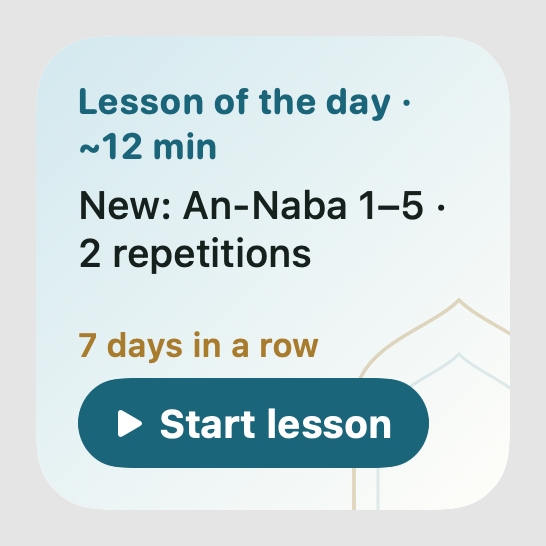 Lesson of the day ·
~12 min
New: An-Naba 1–5 ·
2 repetitions
7 days in a row
Start lesson